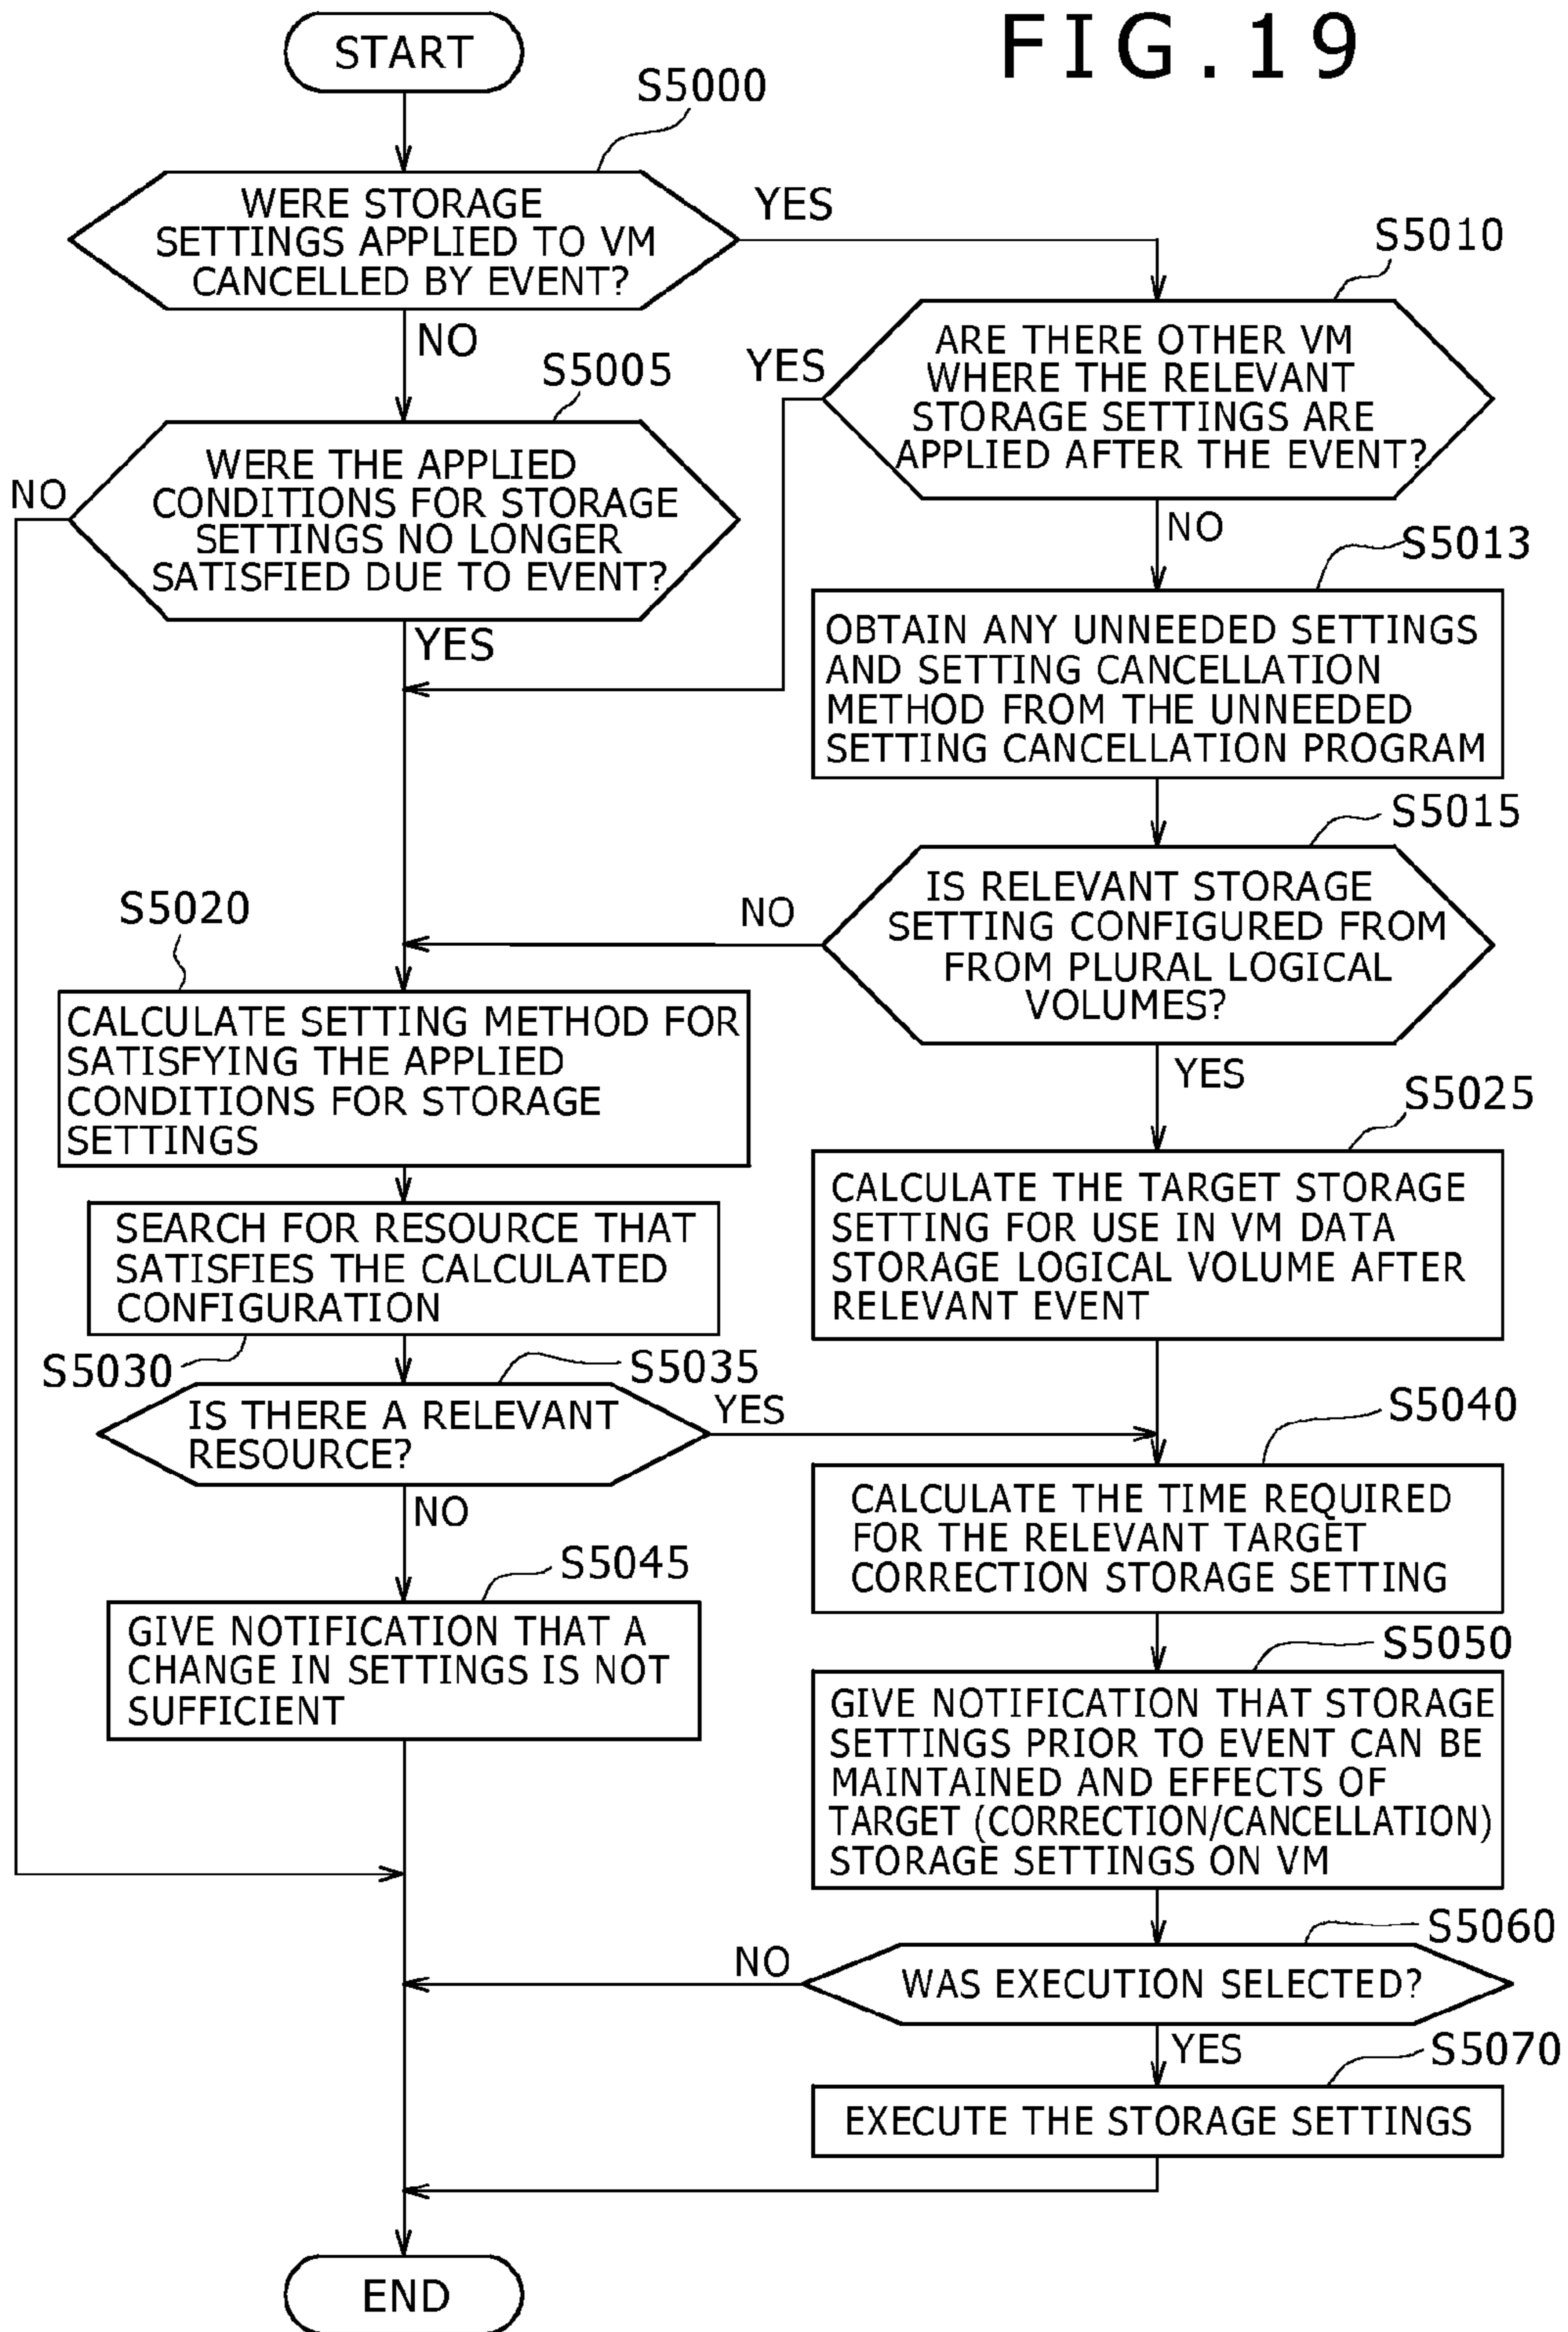 FIG.19
START
S5000
WERE STORAGE
SETTINGS APPLIED TO VM
CANCELLED BY EVENT?
YES
NO
S5010
ARE THERE OTHER VM
WHERE THE RELEVANT
STORAGE SETTINGS ARE
APPLIED AFTER THE EVENT?
YES
NO
S5005
WERE THE APPLIED
CONDITIONS FOR STORAGE
SETTINGS NO LONGER
SATISFIED DUE TO EVENT?
NO
YES
S5013
OBTAIN ANY UNNEEDED SETTINGS
AND SETTING CANCELLATION
METHOD FROM THE UNNEEDED
SETTING CANCELLATION PROGRAM
S5015
IS RELEVANT STORAGE
SETTING CONFIGURED FROM
FROM PLURAL LOGICAL
VOLUMES?
NO
YES
S5020
CALCULATE SETTING METHOD FOR
SATISFYING THE APPLIED
CONDITIONS FOR STORAGE
SETTINGS
S5025
CALCULATE THE TARGET STORAGE
SETTING FOR USE IN VM DATA
STORAGE LOGICAL VOLUME AFTER
RELEVANT EVENT
SEARCH FOR RESOURCE THAT
SATISFIES THE CALCULATED
CONFIGURATION
S5030
S5035
IS THERE A RELEVANT
RESOURCE?
YES
NO
S5040
CALCULATE THE TIME REQUIRED
FOR THE RELEVANT TARGET
CORRECTION STORAGE SETTING
S5045
GIVE NOTIFICATION THAT A
CHANGE IN SETTINGS IS NOT
SUFFICIENT
S5050
GIVE NOTIFICATION THAT STORAGE
SETTINGS PRIOR TO EVENT CAN BE
MAINTAINED AND EFFECTS OF
TARGET (CORRECTION/CANCELLATION)
STORAGE SETTINGS ON VM
S5060
WAS EXECUTION SELECTED?
NO
YES
S5070
EXECUTE THE STORAGE SETTINGS
END